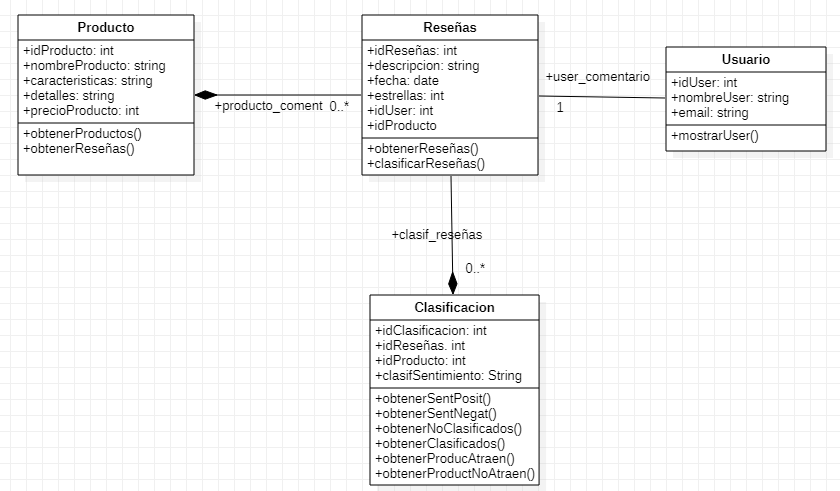 Producto
+idProducto: int
+nombreProducto: string
+caracteristicas: string
+detalles: string
+precioProducto: int
+obtenerProductos()
+obtenerReseñas()
+producto_coment 0..*
Reseñas
+idReseñas: int
+descripcion: string
+fecha: date
+estrellas: int
+idUser: int
+idProducto
+obtenerReseñas()
+clasificarReseñas()
+user_comentario
1
Usuario
+idUser: int
+nombreUser: string
+email: string
+mostrarUser()
+clasif_reseñas
0..*
Clasificacion
+idClasificacion: int
+idReseñas. int
+idProducto: int
+clasifSentimiento: String
+obtenerSentPosit()
+obtenerSentNegat()
+obtenerNoClasificados()
+obtenerClasificados()
+obtenerProducAtraen()
+obtenerProductNoAtraen()